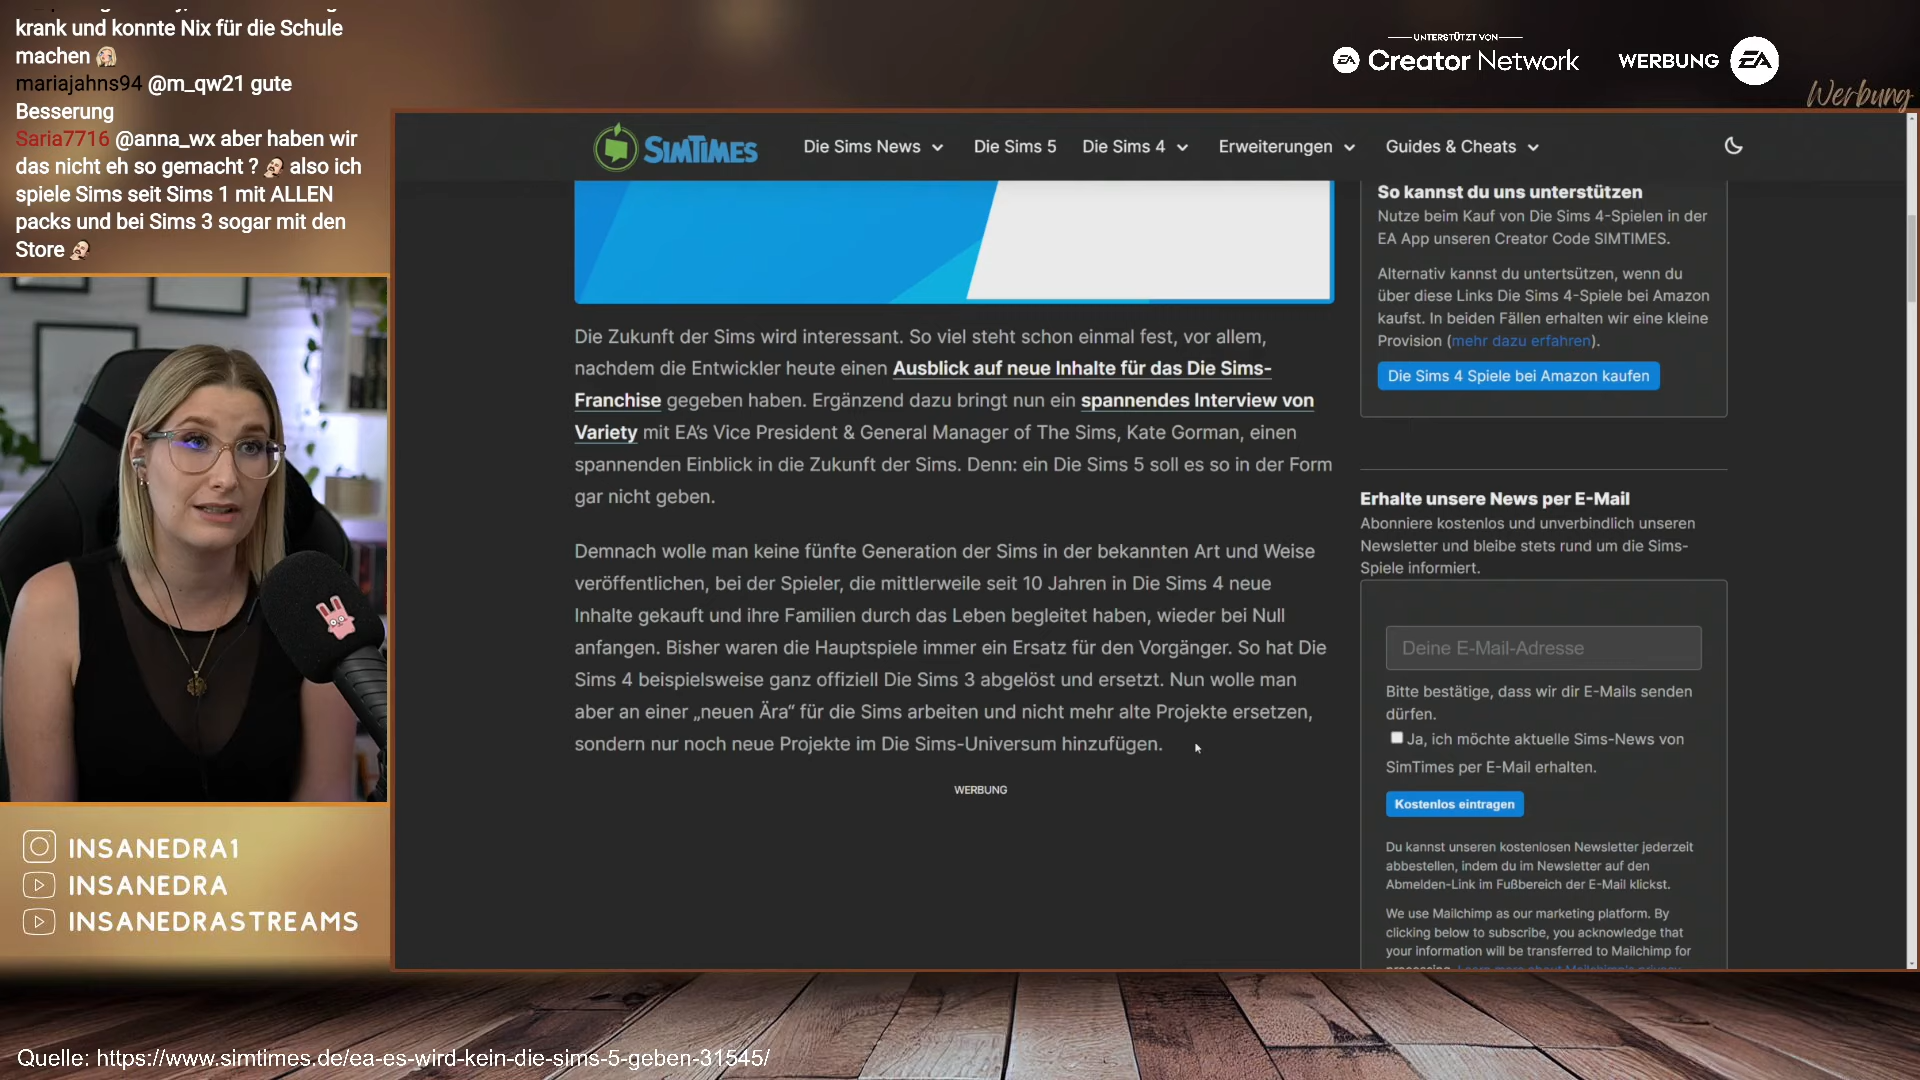 krank und konnte Nix für die Schule
machen
mariajahns94 @m_qw21 gute
Besserung
Saria7716 @anna_wx aber haben wir
das nicht eh so gemacht ? also ich
spiele Sims seit Sims 1 mit ALLEN
packs und bei Sims 3 sogar mit den
Store
INSANEDRA1
INSANEDRA
INSANEDRASTREAMS
UNTERSTÜTZT VON
EA Creator Network
WERBUNG EA
Werbung
SIMTIMES
Die Sims News
Die Sims 5
Die Sims 4
Erweiterungen
Guides & Cheats
Die Zukunft der Sims wird interessant. So viel steht schon einmal fest, vor allem,
nachdem die Entwickler heute einen Ausblick auf neue Inhalte für das Die Sims-
Franchise gegeben haben. Ergänzend dazu bringt nun ein spannendes Interview von
Variety mit EA's Vice President & General Manager of The Sims, Kate Gorman, einen
spannenden Einblick in die Zukunft der Sims. Denn: ein Die Sims 5 soll es so in der Form
gar nicht geben.
Demnach wolle man keine fünfte Generation der Sims in der bekannten Art und Weise
veröffentlichen, bei der Spieler, die mittlerweile seit 10 Jahren in Die Sims 4 neue
Inhalte gekauft und ihre Familien durch das Leben begleitet haben, wieder bei Null
anfangen. Bisher waren die Hauptspiele immer ein Ersatz für den Vorgänger. So hat Die
Sims 4 beispielsweise ganz offiziell Die Sims 3 abgelöst und ersetzt. Nun wolle man
aber an einer „neuen Ära“ für die Sims arbeiten und nicht mehr alte Projekte ersetzen,
sondern nur noch neue Projekte im Die Sims-Universum hinzufügen.
WERBUNG
So kannst du uns unterstützen
Nutze beim Kauf von Die Sims 4-Spielen in der
EA App unseren Creator Code SIMTIMES.
Alternativ kannst du untertsützen, wenn du
über diese Links Die Sims 4-Spiele bei Amazon
kaufst. In beiden Fällen erhalten wir eine kleine
Provision (mehr dazu erfahren).
Die Sims 4 Spiele bei Amazon kaufen
Erhalte unsere News per E-Mail
Abonniere kostenlos und unverbindlich unseren
Newsletter und bleibe stets rund um die Sims-
Spiele informiert.
Deine E-Mail-Adresse
Bitte bestätige, dass wir dir E-Mails senden
dürfen.
Ja, ich möchte aktuelle Sims-News von
SimTimes per E-Mail erhalten.
Kostenlos eintragen
Du kannst unseren kostenlosen Newsletter jederzeit
abbestellen, indem du im Newsletter auf den
Abmelden-Link im Fußbereich der E-Mail klickst.
We use Mailchimp as our marketing platform. By
clicking below to subscribe, you acknowledge that
your information will be transferred to Mailchimp for
Quelle: https://www.simtimes.de/ea-es-wird-kein-die-sims-5-geben-31545/